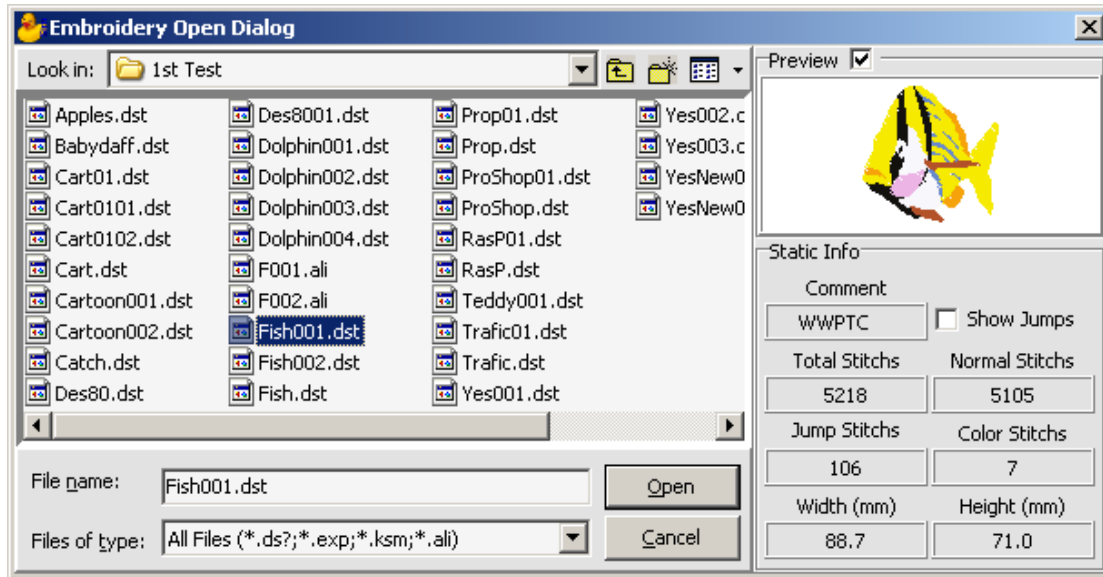 Embroidery Open Dialog
Look in: 1st Test
Apples.dst
Babydaff.dst
Cart01.dst
Cart0101.dst
Cart0102.dst
Cart.dst
Cartoon001.dst
Cartoon002.dst
Catch.dst
Des80.dst
Des8001.dst
Dolphin001.dst
Dolphin002.dst
Dolphin003.dst
Dolphin004.dst
F001.ali
F002.ali
Fish001.dst
Fish002.dst
Fish.dst
Prop01.dst
Prop.dst
ProShop01.dst
ProShop.dst
RasP01.dst
RasP.dst
Teddy001.dst
Trafic01.dst
Trafic.dst
Yes001.dst
Yes002.c
Yes003.c
YesNew0
YesNew0
File name: Fish001.dst
Open
Files of type: All Files (*.ds?;*.exp;*.ksm;*.ali)
Cancel
Preview
Static Info
Comment
WWPTC Show Jumps
Total Stitchs Normal Stitchs
5218 5105
Jump Stitchs Color Stitchs
106 7
Width (mm) Height (mm)
88.7 71.0